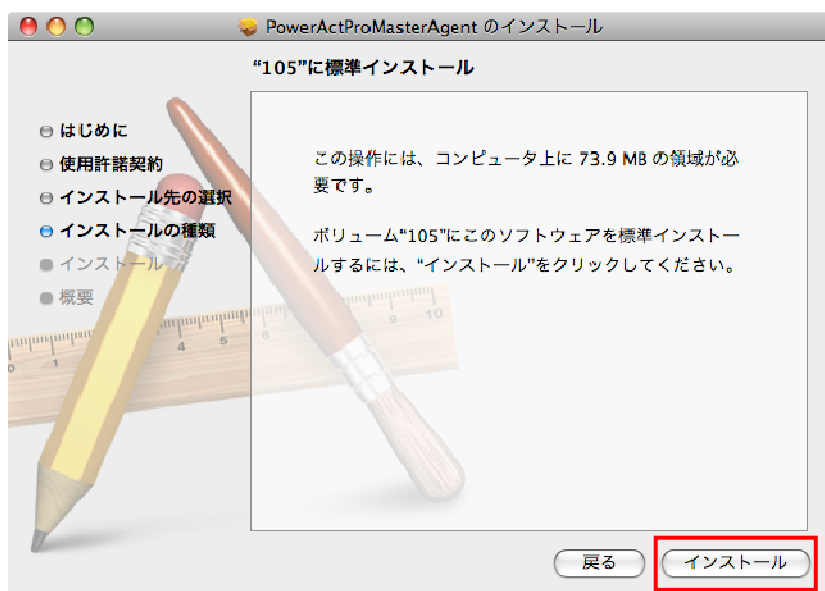 PowerActProMasterAgent のインストール
“105”に標準インストール
はじめに
使用許諾契約
インストール先の選択
インストールの種類
インストール
概要
この操作には、コンピュータ上に 73.9 MB の領域が必
要です。
ボリューム“105”にこのソフトウェアを標準インストー
ルするには、“インストール”をクリックしてください。
0 1 4 5 6 9 10
戻る
インストール